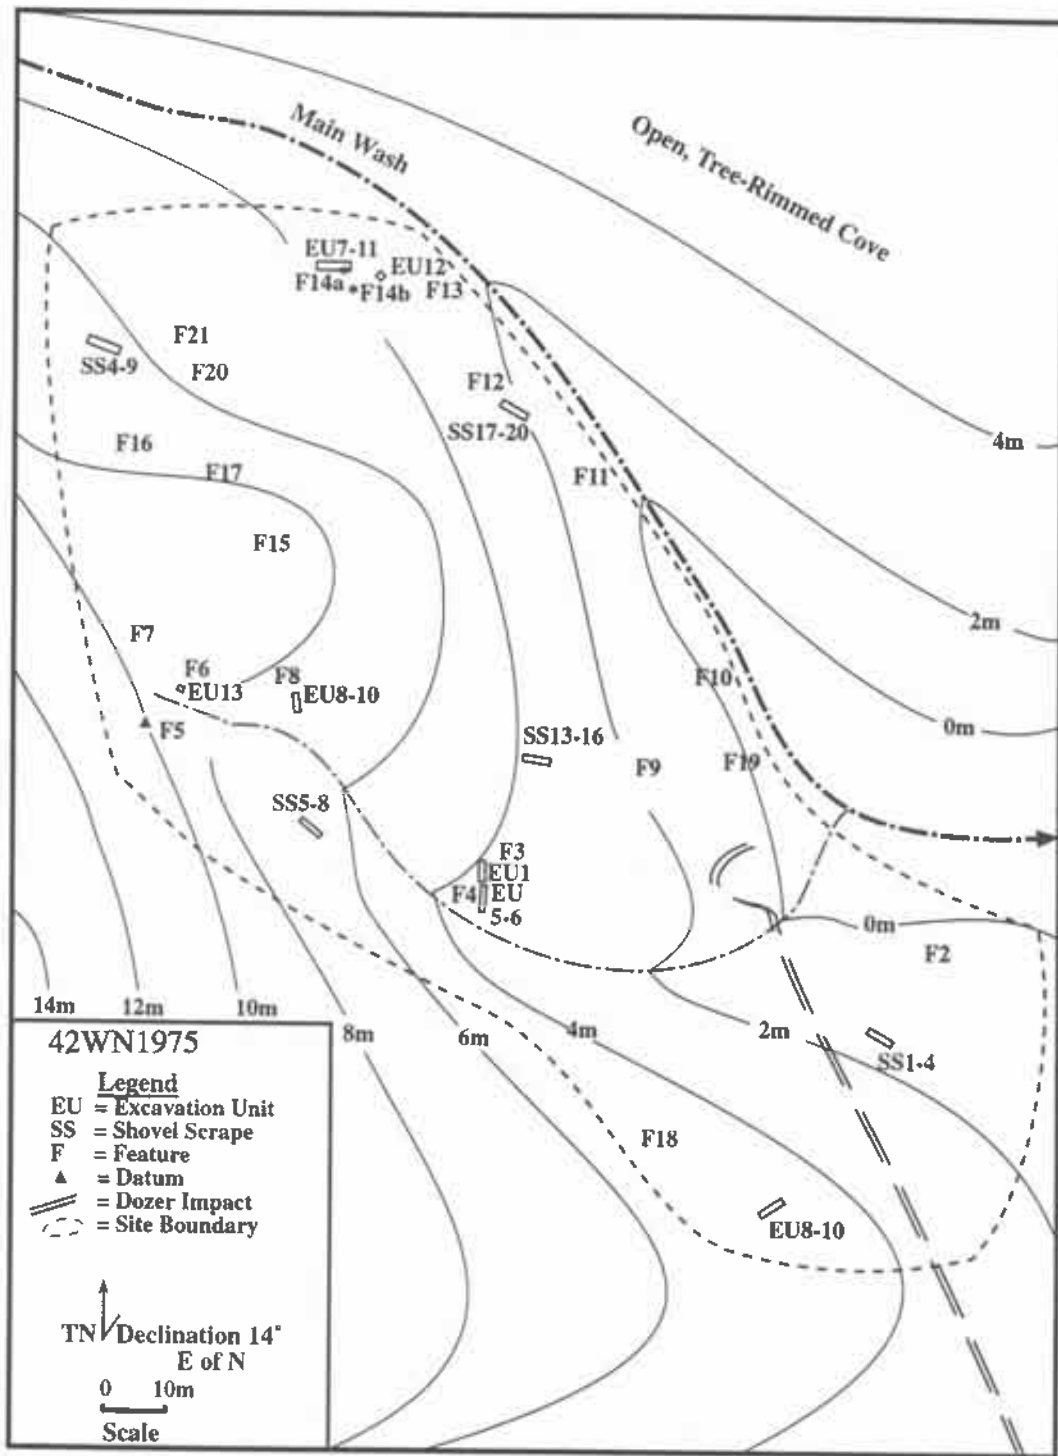 Main Wash
Open, Tree-Rimmed Cove
EU7-11
EU12
F14a
F14b
F13
F21
SS4-9
F20
F12
SS17-20
4m
F16
F17
F11
F15
2m
F7
F6
EU13
F8
EU8-10
F10
0m
F5
SS13-16
F9
F19
SS5-8
F3
EU1
F4
EU
5-6
0m
F2
14m
12m
10m
8m
6m
4m
2m
SS1-4
F18
EU8-10
42WN1975
Legend
EU = Excavation Unit
SS = Shovel Scrape
F = Feature
= Datum
= Dozer Impact
= Site Boundary
TN Declination 14°
E of N
0 10m
Scale